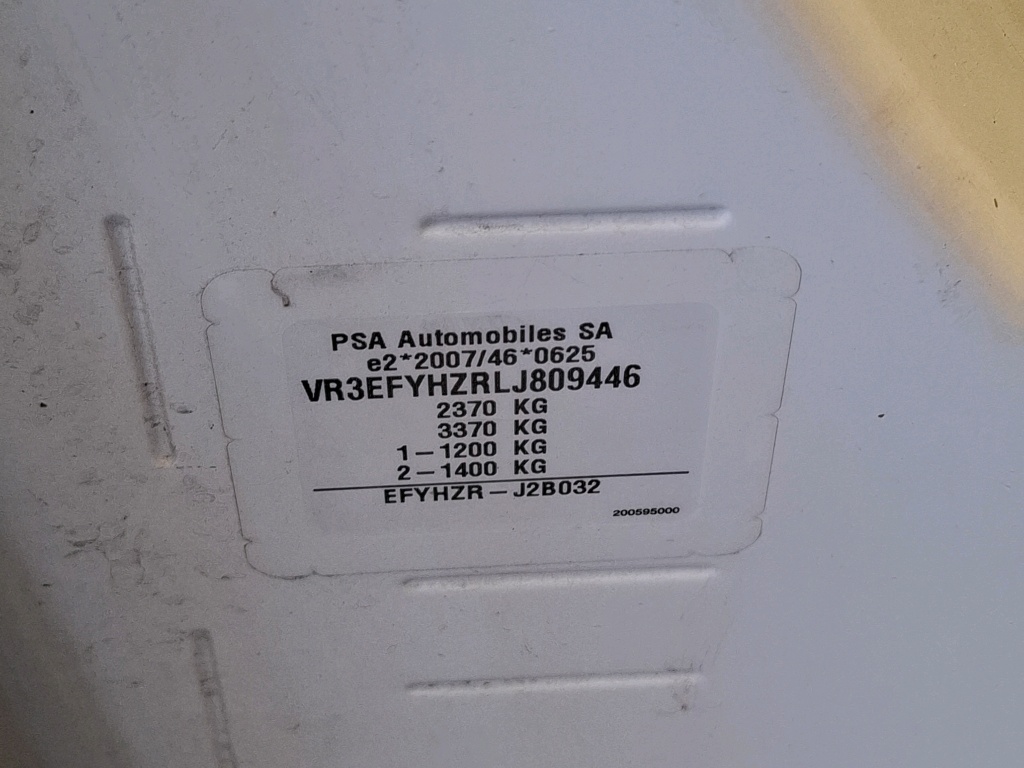 PSA Automobiles SA
e2*2007/46*0625
VR3EFYHZRLJ809446
2370 KG
3370 KG
1–1200 KG
2–1400 KG
EFYHZR–J2B032
200595000